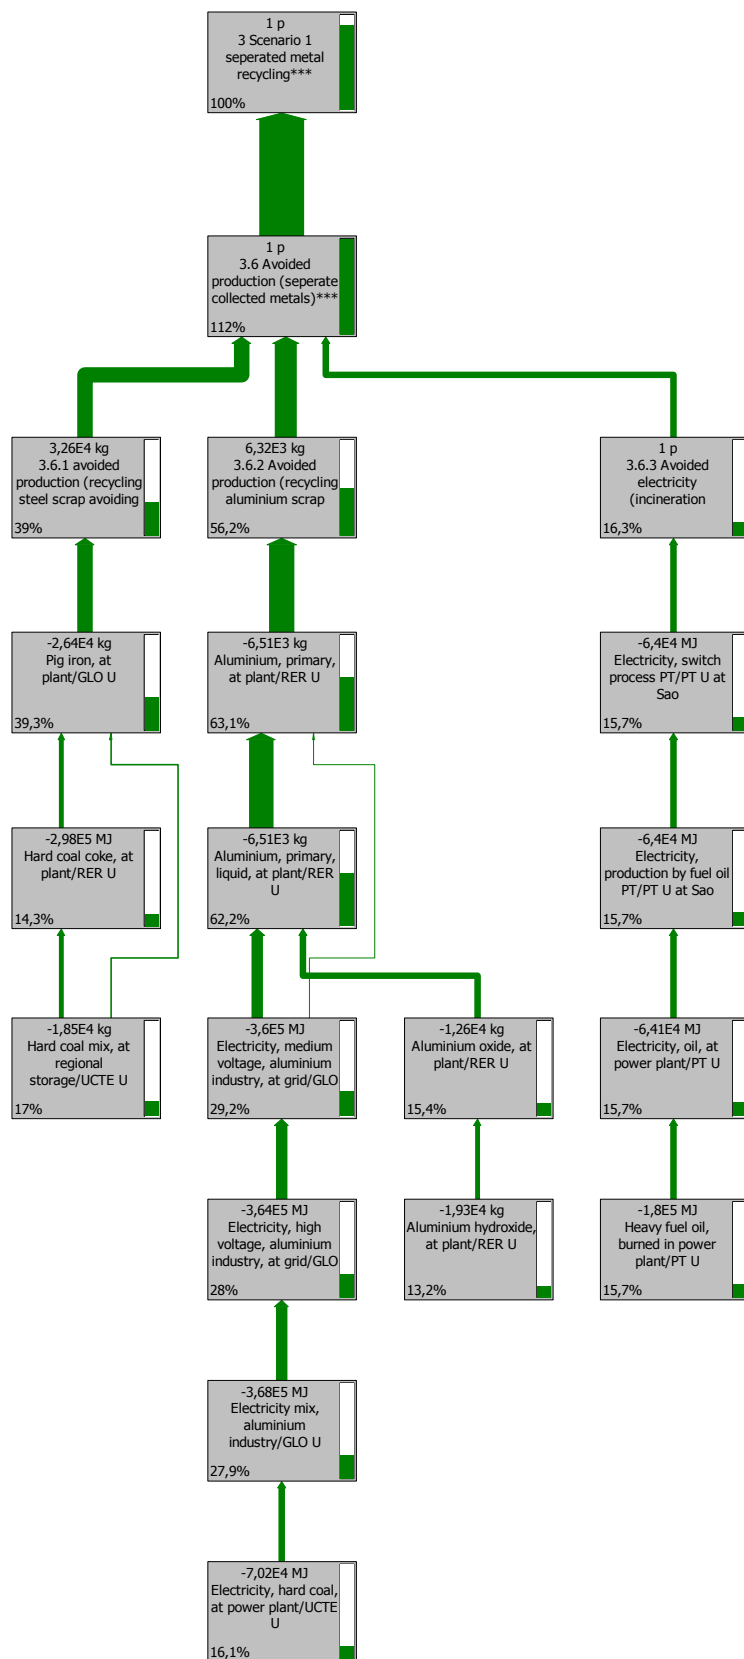 1 p
3 Scenario 1
seperated metal
recycling***
100%
1 p
3.6 Avoided
production (seperate
collected metals)***
112%
3,26E4 kg
3.6.1 avoided
production (recycling
steel scrap avoiding
39%
6,32E3 kg
3.6.2 Avoided
production (recycling
aluminium scrap
56,2%
1 p
3.6.3 Avoided
electricity
(incineration
16,3%
-2,64E4 kg
Pig iron, at
plant/GLO U
39,3%
-6,51E3 kg
Aluminium, primary,
at plant/RER U
63,1%
-6,4E4 MJ
Electricity, switch
process PT/PT U at
Sao
15,7%
-2,98E5 MJ
Hard coal coke, at
plant/RER U
14,3%
-6,51E3 kg
Aluminium, primary,
liquid, at plant/RER
U
62,2%
-6,4E4 MJ
Electricity,
production by fuel oil
PT/PT U at Sao
15,7%
-1,85E4 kg
Hard coal mix, at
regional
storage/UCTE U
17%
-3,6E5 MJ
Electricity, medium
voltage, aluminium
industry, at grid/GLO
29,2%
-1,26E4 kg
Aluminium oxide, at
plant/RER U
15,4%
-6,41E4 MJ
Electricity, oil, at
power plant/PT U
15,7%
-3,64E5 MJ
Electricity, high
voltage, aluminium
industry, at grid/GLO
28%
-1,93E4 kg
Aluminium hydroxide,
at plant/RER U
13,2%
-1,8E5 MJ
Heavy fuel oil,
burned in power
plant/PT U
15,7%
-3,68E5 MJ
Electricity mix,
aluminium
industry/GLO U
27,9%
-7,02E4 MJ
Electricity, hard coal,
at power plant/UCTE
U
16,1%